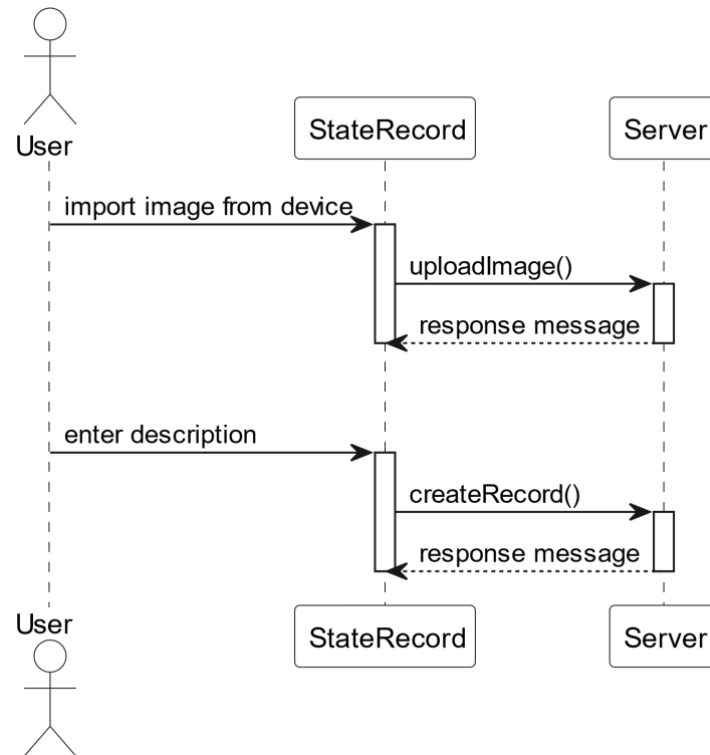 User
StateRecord
Server
import image from device
uploadImage()
response message
enter description
createRecord()
response message
User
StateRecord
Server